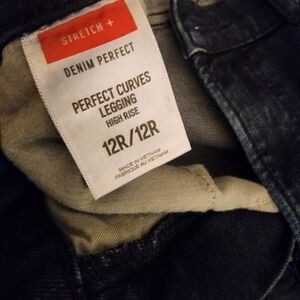 STRETCH +
DENIM PERFECT
PERFECT CURVES
LEGGING
HIGH RISE
12R/12R
MADE IN VIETNAM
FABRIQUÉ AU VIETNAM